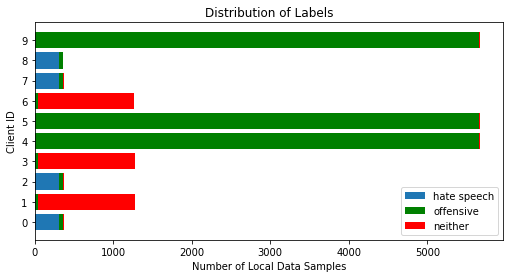 Distribution of Labels
Client ID
9
8
7
6
5
4
3
2
1
0
hate speech
offensive
neither
0 1000 2000 3000 4000 5000
Number of Local Data Samples